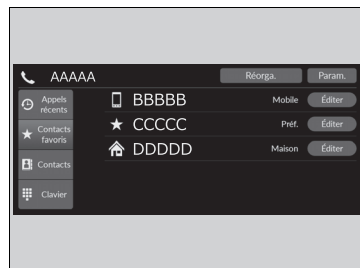 AAAAA
Réorga.
Param.
Appels
récents
BBBBB
Mobile
Éditer
Contacts
favoris
CCCCC
Préf.
Éditer
DDDDD
Maison
Éditer
Contacts
Clavier